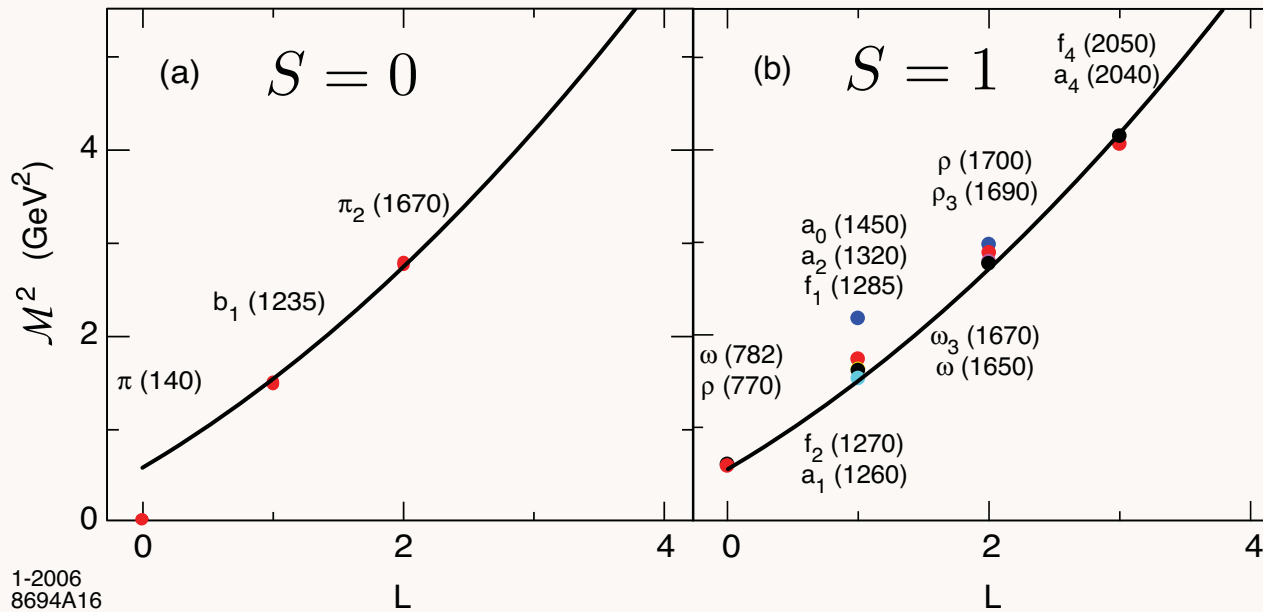 (a) S = 0
(b) S = 1
f₄ (2050)
a₄ (2040)
4
ρ (1700)
ρ₃ (1690)
π₂ (1670)
a₀ (1450)
a₂ (1320)
f₁ (1285)
ℳ² (GeV²)
b₁ (1235)
2
ω₃ (1670)
ω (1650)
ω (782)
ρ (770)
π (140)
f₂ (1270)
a₁ (1260)
0
0 2 4
0 2 4
L
L
1-2006
8694A16